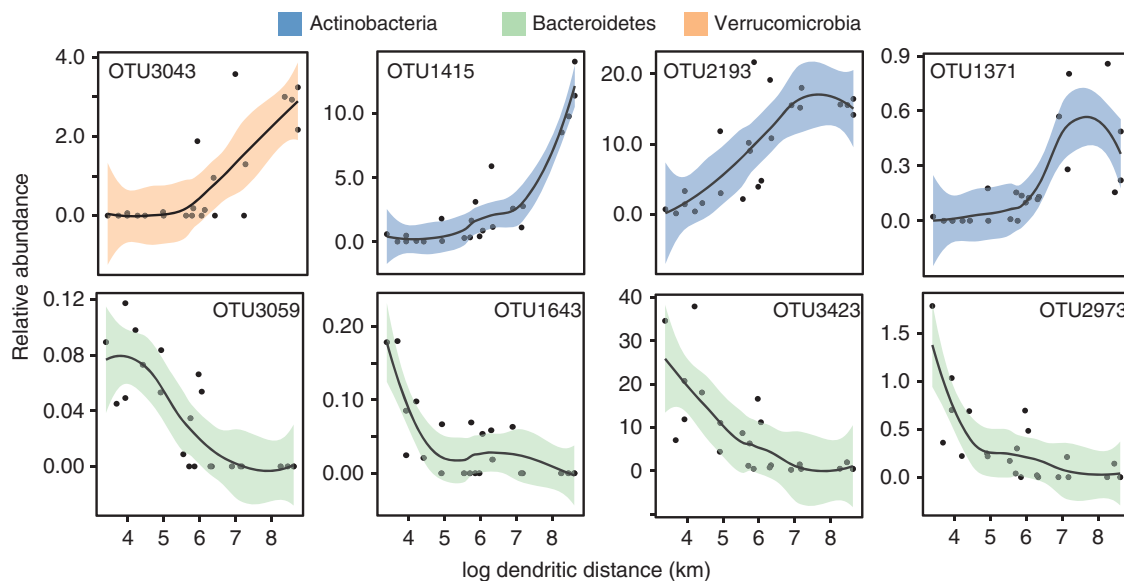 Actinobacteria Bacteroidetes Verrucomicrobia
Relative abundance
OTU3043
4.0
2.0
0.0
OTU1415
10.0
5.0
0.0
OTU2193
20.0
10.0
0.0
OTU1371
0.9
0.6
0.3
0.0
OTU3059
0.12
0.08
0.04
0.00
OTU1643
0.20
0.10
0.00
OTU3423
40
30
20
10
0
OTU2973
1.5
1.0
0.5
0.0
4 5 6 7 8 4 5 6 7 8 4 5 6 7 8 4 5 6 7 8
log dendritic distance (km)